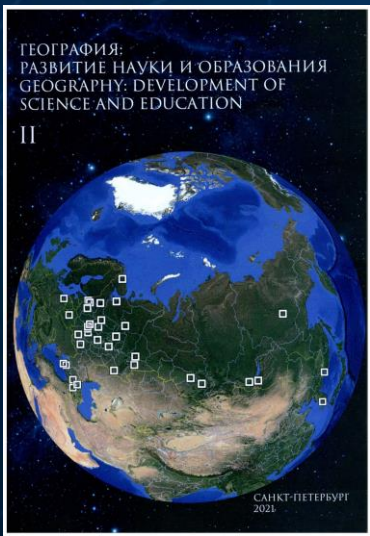 ГЕОГРАФИЯ:
РАЗВИТИЕ НАУКИ И ОБРАЗОВАНИЯ
GEOGRAPHY: DEVELOPMENT OF
SCIENCE AND EDUCATION
II
САНКТ-ПЕТЕРБУРГ
2021